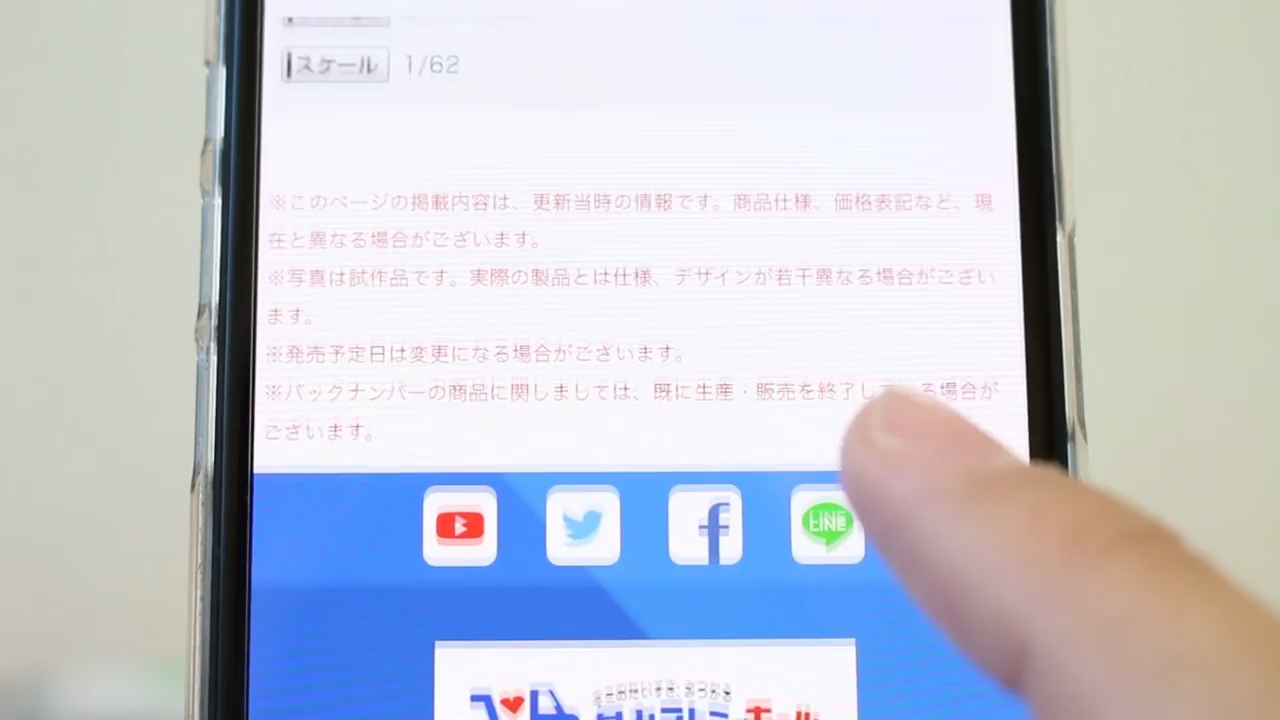 スケール 1/62
※このページの掲載内容は、更新当時の情報です。商品仕様、価格表記など、現
在と異なる場合がございます。
※写真は試作品です。実際の製品とは仕様、デザインが若干異なる場合がござい
ます。
※発売予定日は変更になる場合がございます。
※バックナンバーの商品に関しましては、既に生産・販売を終了し る場合が
ございます。
LINE